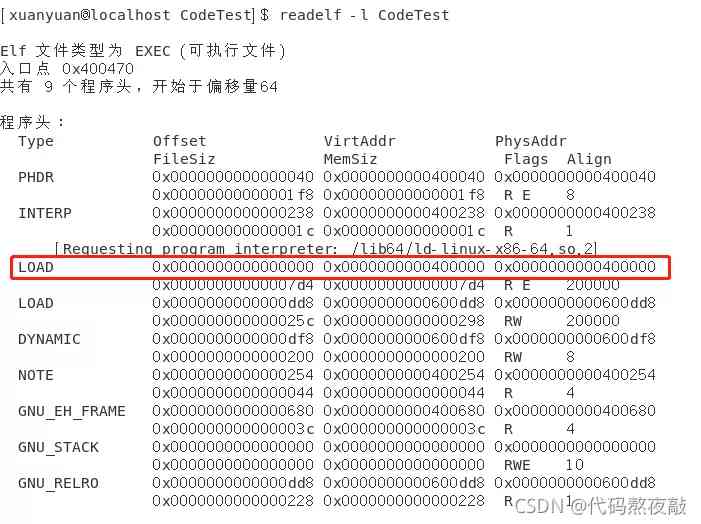 [xuanyuan@localhost CodeTest]$ readelf -l CodeTest
Elf 文件类型为 EXEC (可执行文件)
入口点 0x400470
共有 9 个程序头，开始于偏移量64
程序头：
Type Offset VirtAddr PhysAddr
FileSiz MemSiz Flags Align
PHDR 0x0000000000000040 0x0000000000400040 0x0000000000400040
0x00000000000001f8 0x00000000000001f8 R E 8
INTERP 0x0000000000000238 0x0000000000400238 0x0000000000400238
0x000000000000001c 0x000000000000001c R 1
[Requesting program interpreter: /lib64/ld-linux-x86-64.so.2]
LOAD 0x0000000000000000 0x0000000000400000 0x0000000000400000
0x00000000000007d4 0x00000000000007d4 R E 200000
LOAD 0x0000000000000dd8 0x0000000000600dd8 0x0000000000600dd8
0x000000000000025c 0x0000000000000298 RW 200000
DYNAMIC 0x0000000000000df8 0x0000000000600df8 0x0000000000600df8
0x0000000000000200 0x0000000000000200 RW 8
NOTE 0x0000000000000254 0x0000000000400254 0x0000000000400254
0x0000000000000044 0x0000000000000044 R 4
GNU_EH_FRAME 0x0000000000000680 0x0000000000400680 0x0000000000400680
0x000000000000003c 0x000000000000003c R 4
GNU_STACK 0x0000000000000000 0x0000000000000000 0x0000000000000000
0x0000000000000000 0x0000000000000000 RWE 10
GNU_RELRO 0x0000000000000dd8 0x0000000000600dd8 0x0000000000600dd8
0x0000000000000228 0x0000000000000228 R 1
CSDN @代码熬夜敲